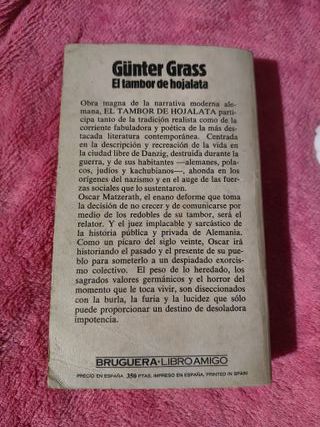 Günter Grass
El tambor de hojalata
Obra magna de la narrativa moderna ale-
mana, EL TAMBOR DE HOJALATA parti-
cipa tanto de la tradición realista como de la
corriente fabuladora y poética de la más des-
tacada literatura contemporánea. Centrada
en la descripción y recreación de la vida en
la ciudad libre de Danzig, destruida durante
la guerra, y de sus habitantes —alemanes, pola-
cos, judíos y kachubianos—, ahonda en los
orígenes del nazismo y en el auge de las fuer-
zas sociales que lo sustentaron.
Oscar Matzerath, el enano deforme que toma
la decisión de no crecer y de comunicarse por
medio de los redobles de su tambor, será el
relator. Y el juez implacable y sarcástico de
la historia pública y privada de Alemania.
Como un pícaro del siglo veinte, Oscar irá
historiando el pasado y el presente de su pue-
blo para someterlo a un despiadado exorcis-
mo colectivo. El peso de lo heredado, los
sagrados valores germánicos y el horror del
momento que le toca vivir, son diseccionados
con la burla, la furia y la lucidez que sólo
puede proporcionar un destino de desoladora
impotencia.
BRUGUERA·LIBRO AMIGO
PRECIO EN ESPAÑA 350 PTAS. IMPRESO EN ESPAÑA, PRINTED IN SPAIN